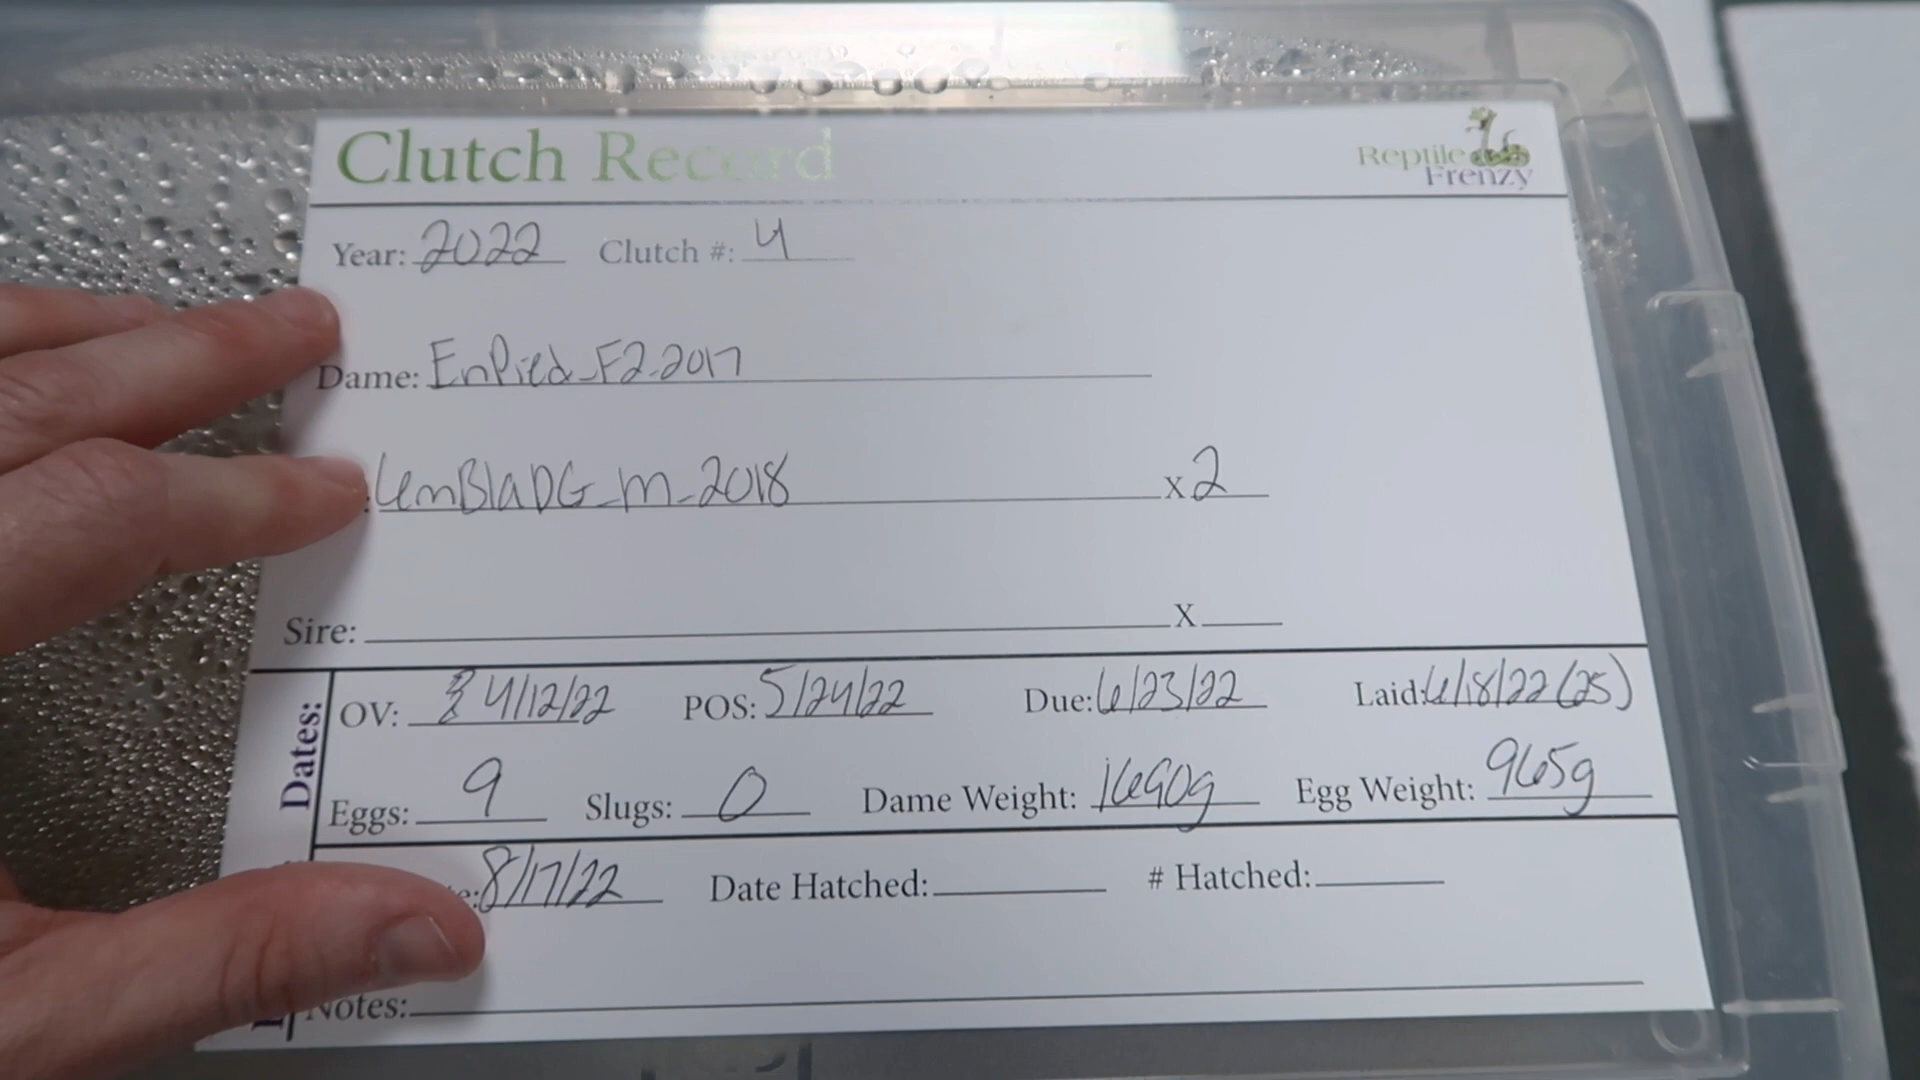 Clutch Record
Reptile Frenzy
Year: 2022 Clutch #: 4
Dame: EnPied_F2_2017
: LemBlaDG_m_2018 x 2
Sire: X
Dates:
OV: 4/12/22 POS: 5/24/22 Due: 6/23/22 Laid: 6/18/22 (25)
Eggs: 9 Slugs: 0 Dame Weight: 1690g Egg Weight: 965g
e: 8/17/22 Date Hatched: # Hatched:
Notes: